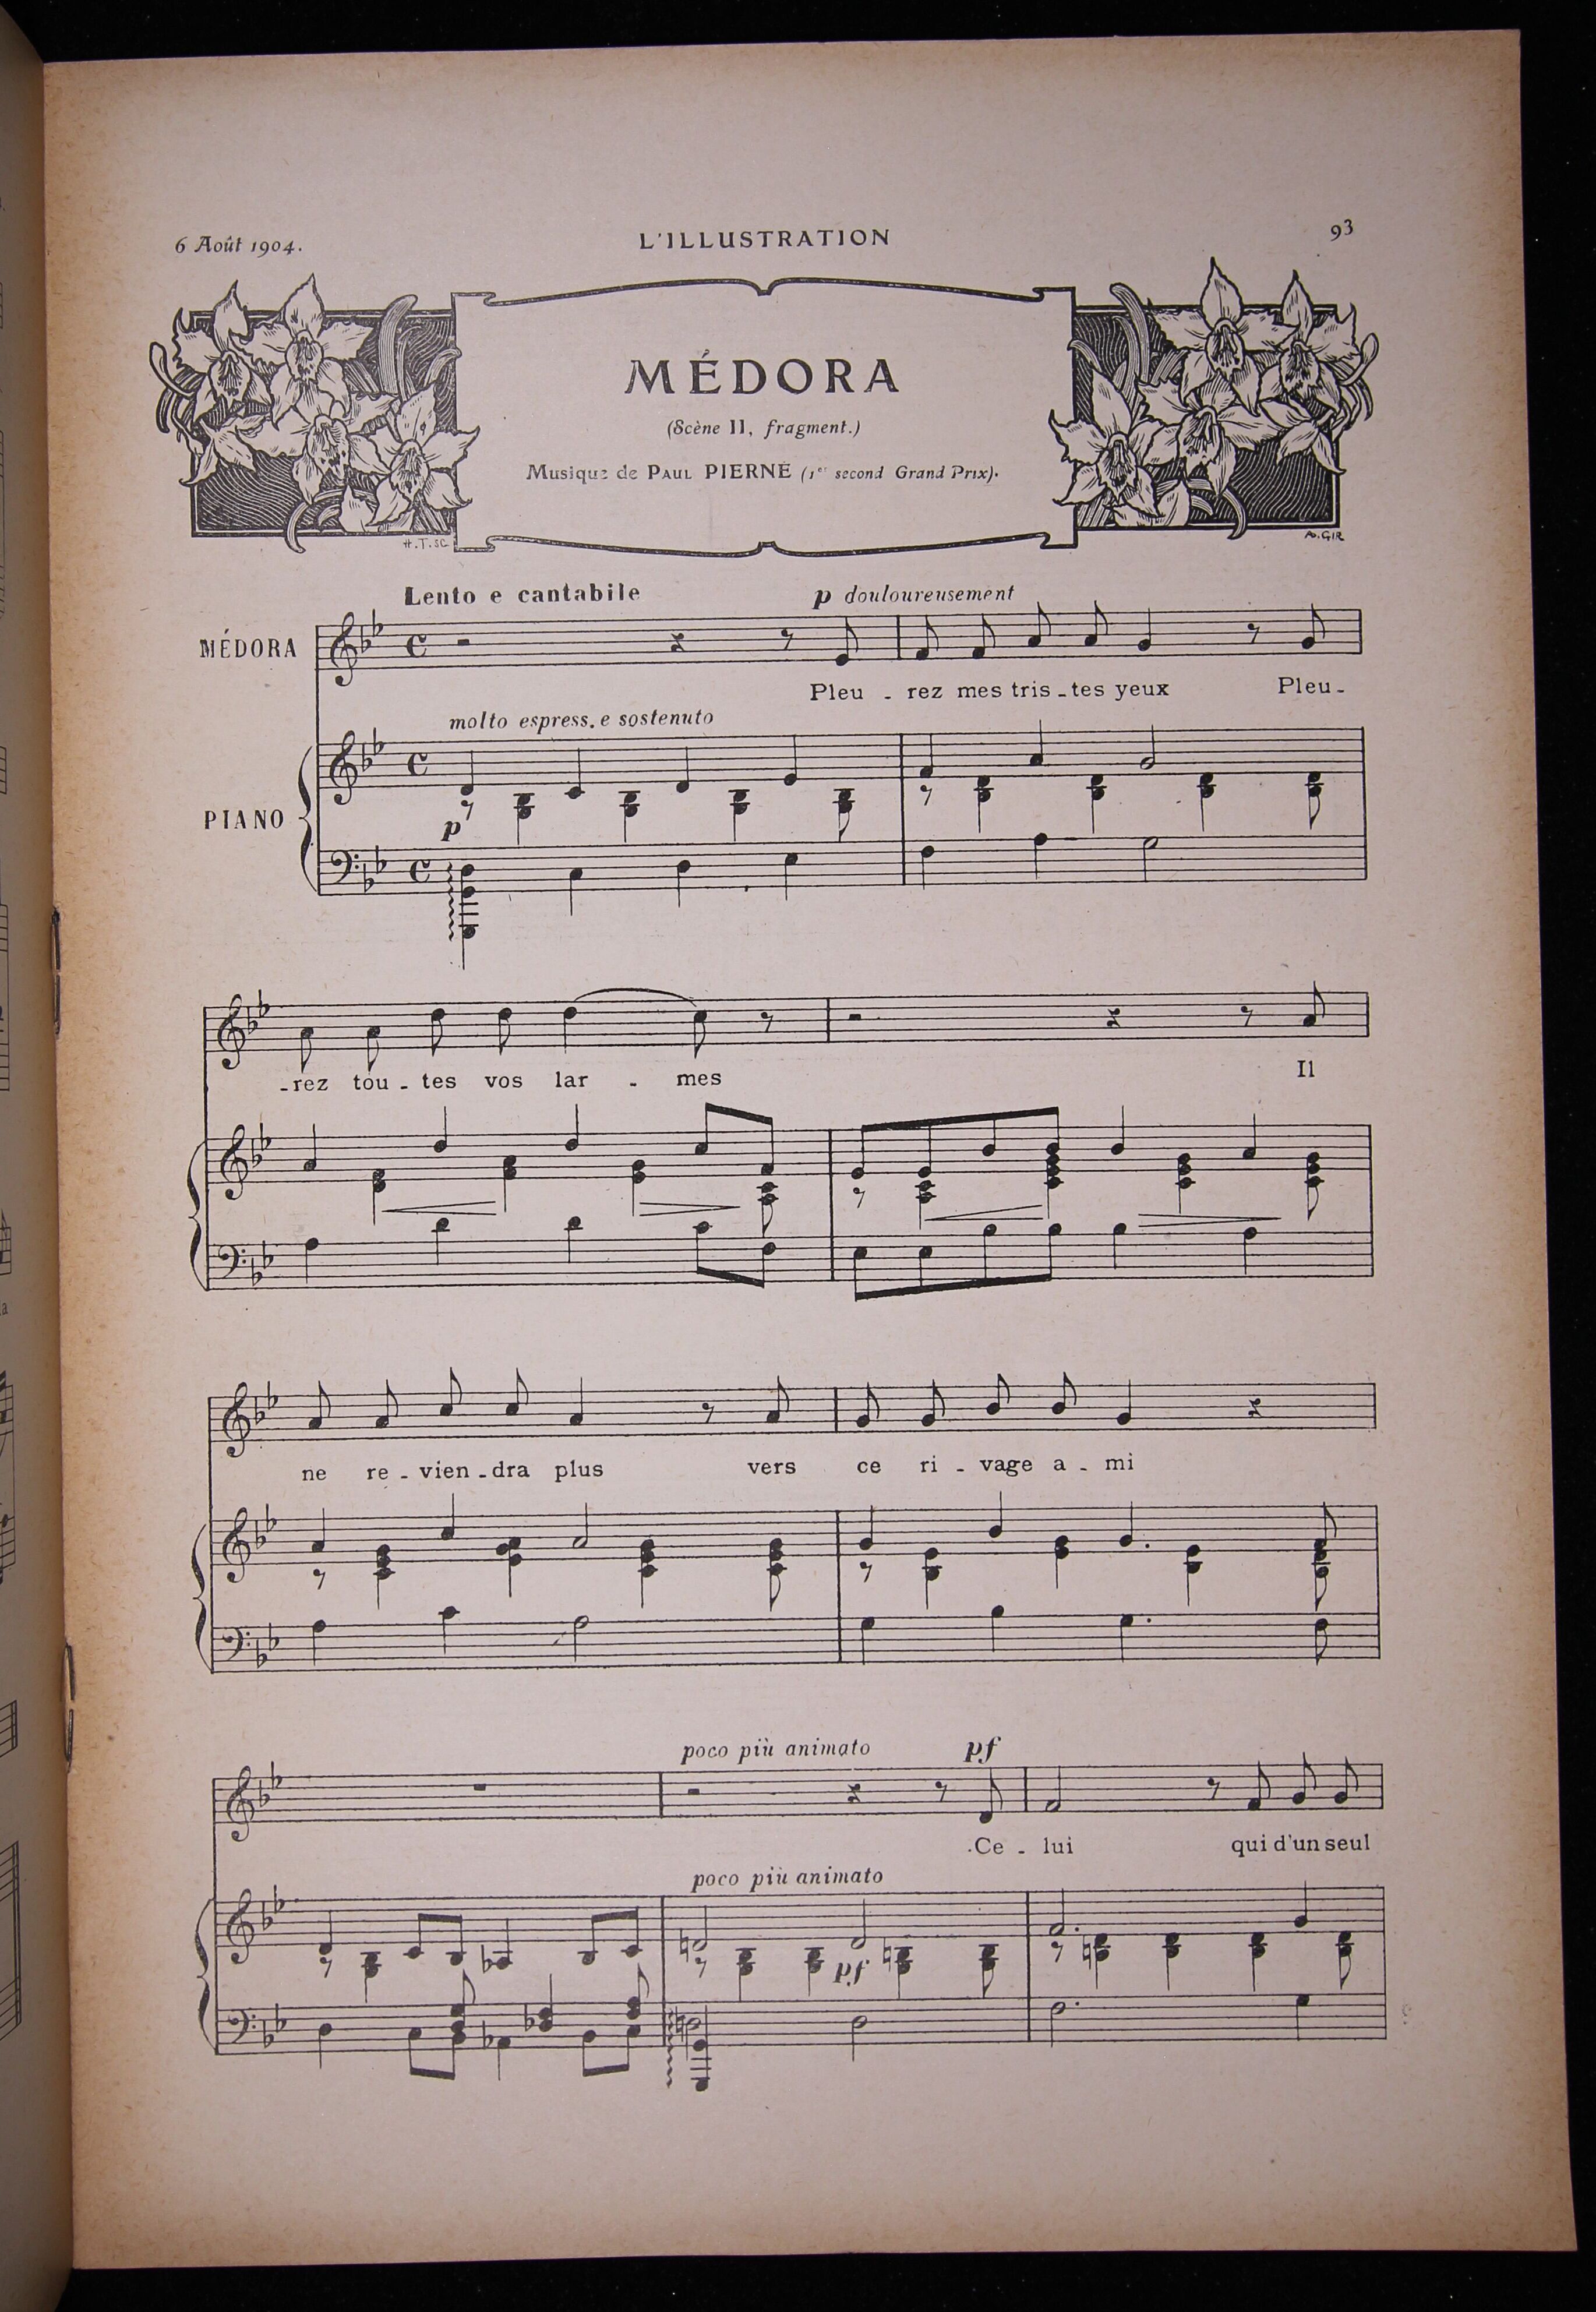 6 Août 1904.
L'ILLUSTRATION
93
MÉDORA
(Scène II, fragment.)
Musique de PAUL PIERNÉ (1er second Grand Prix).
H.T.SC
AD.GIR
Lento e cantabile
p douloureusement
MÉDORA
Pleu - rez mes tris - tes yeux Pleu -
molto espress. e sostenuto
PIANO
p
- rez tou - tes vos lar - mes Il
ne re - vien - dra plus vers ce ri - vage a - mi
poco più animato pf
Ce - lui qui d'un seul
poco più animato
pf